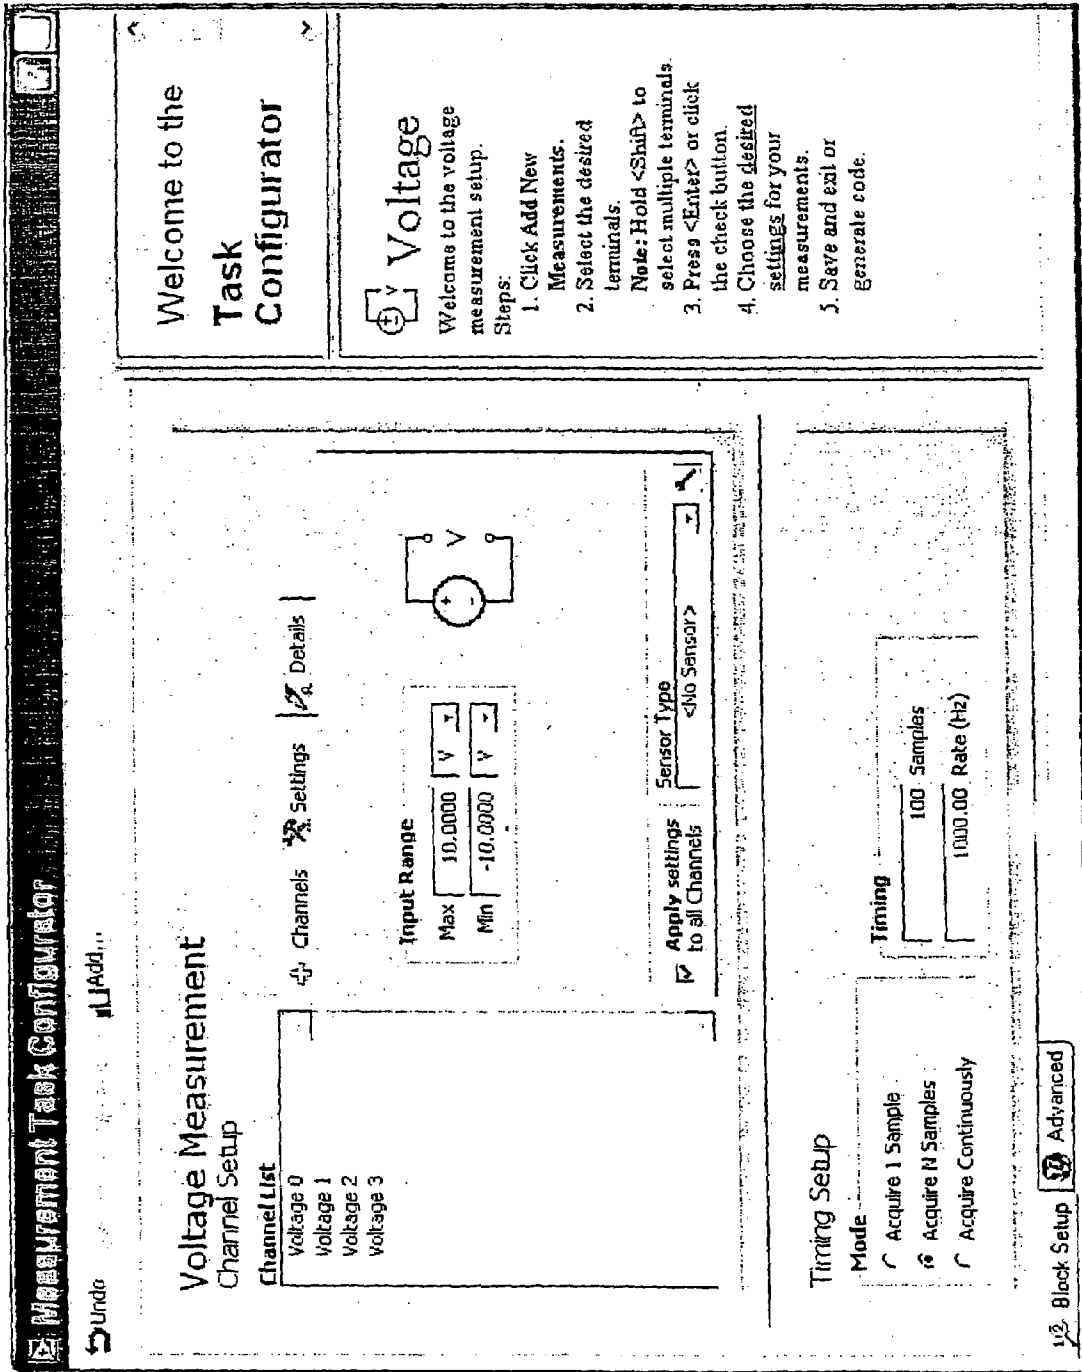 Measurement Task Configurator
Undo
Add...
Voltage Measurement
Channel Setup
Channel List
Voltage 0
Voltage 1
Voltage 2
Voltage 3
Channels
Settings
Details
Input Range
Max 10.0000 V
Min -10.0000 V
V
Apply settings
to all Channels
Sensor Type
<No Sensor>
Timing Setup
Mode
Acquire 1 Sample
Acquire N Samples
Acquire Continuously
Timing
100 Samples
1000.00 Rate (Hz)
Block Setup
Advanced
Welcome to the
Task
Configurator
V Voltage
Welcome to the voltage
measurement setup.
Steps:
1. Click Add New
Measurements.
2. Select the desired
terminals.
Note: Hold <Shift> to
select multiple terminals.
3. Press <Enter> or click
the check button.
4. Choose the desired
settings for your
measurements.
5. Save and exit or
generate code.